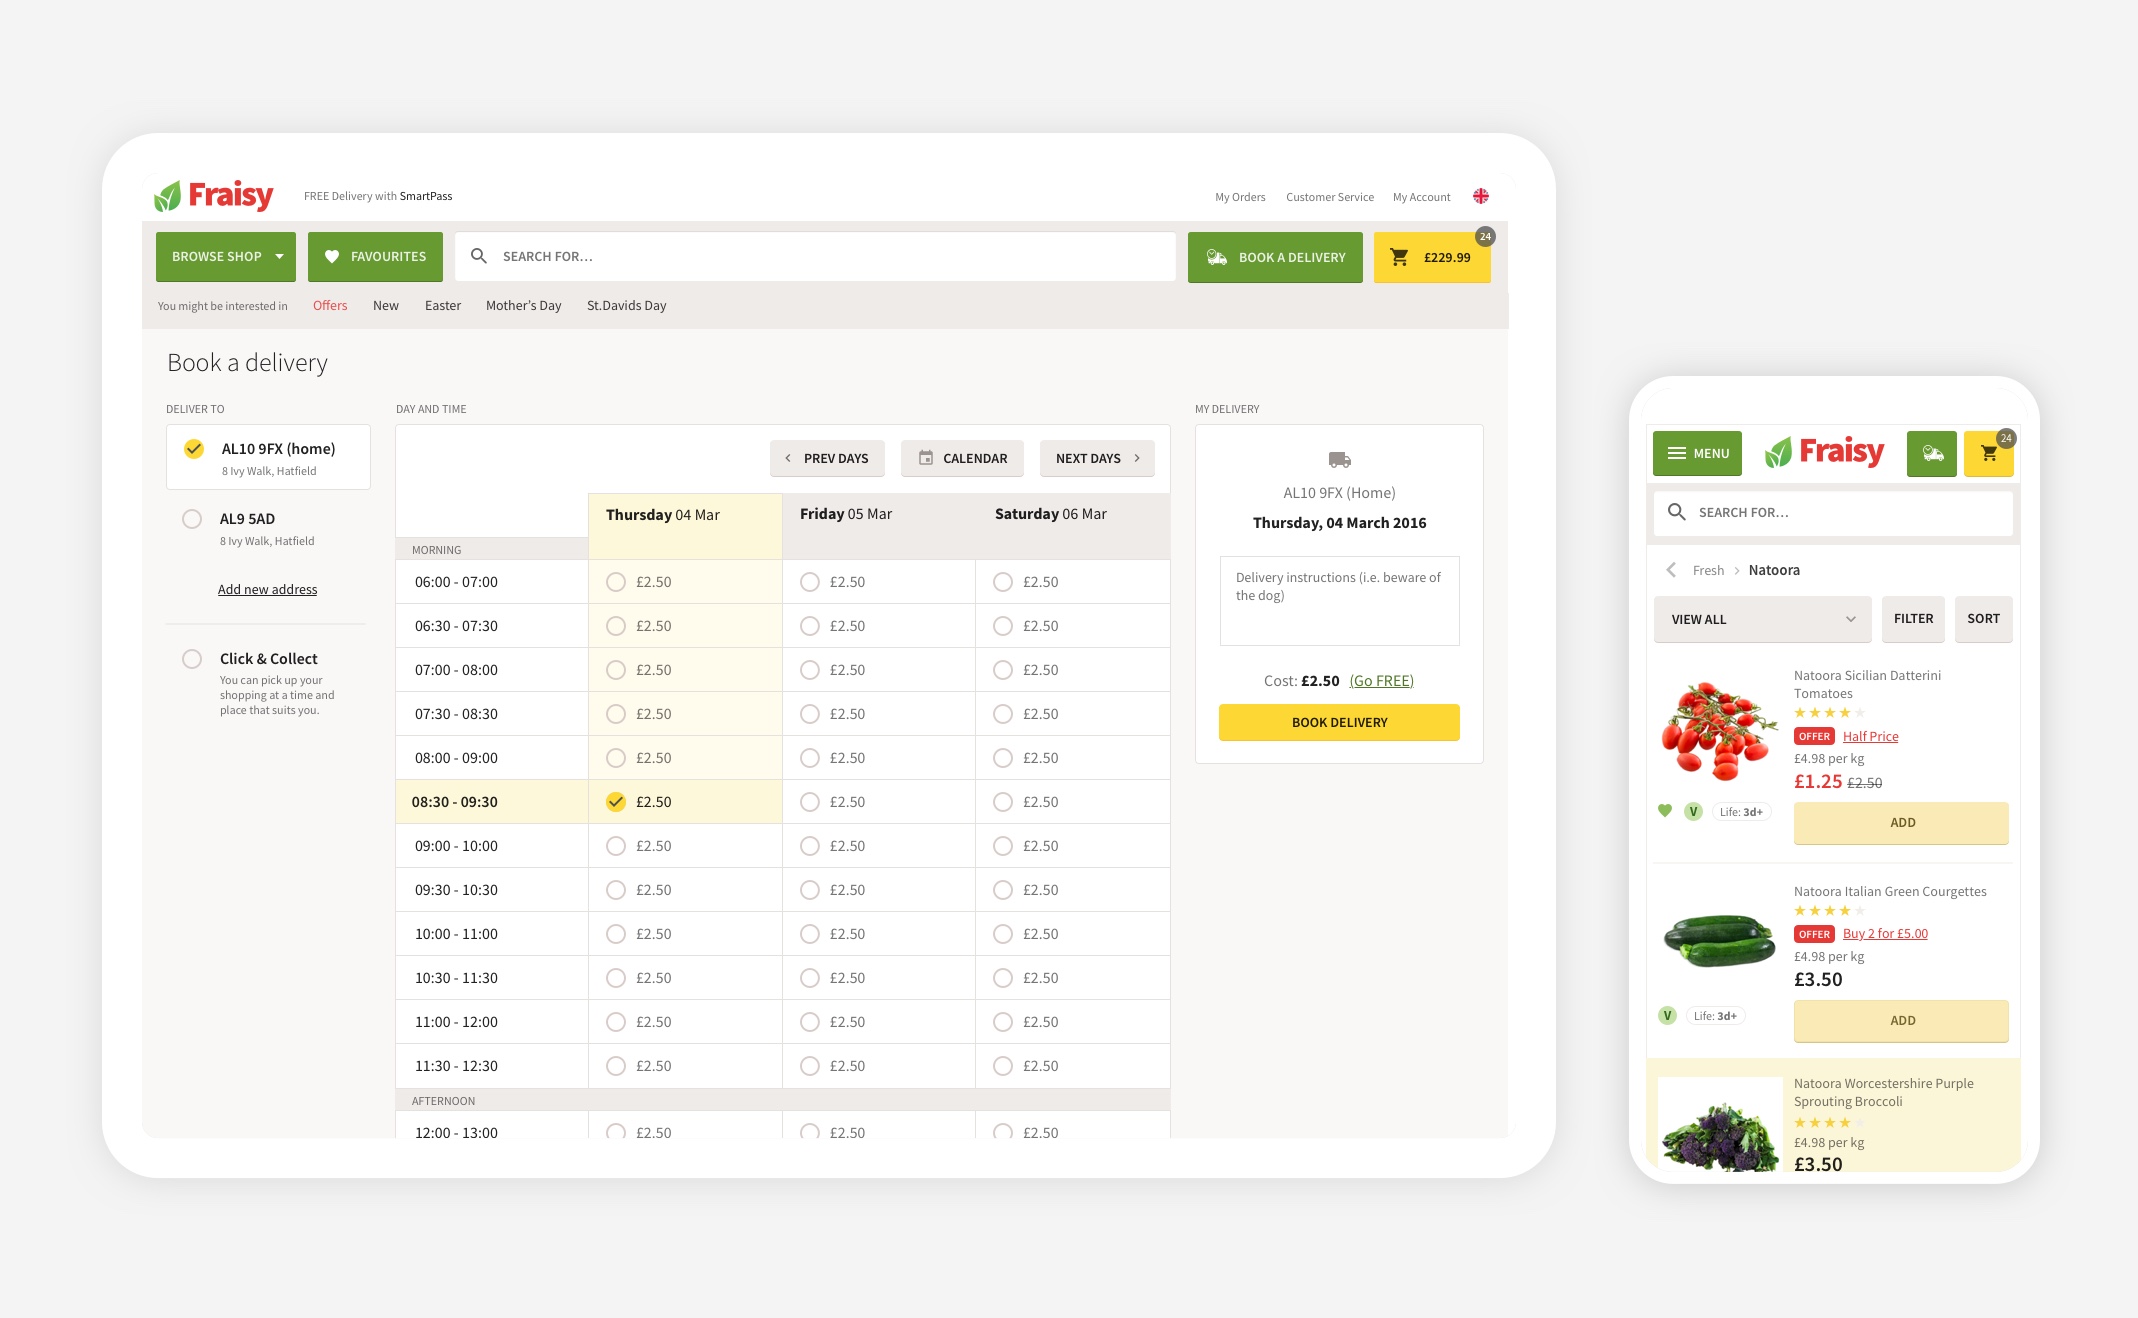 Fraisy
FREE Delivery with SmartPass
My Orders
Customer Service
My Account
BROWSE SHOP
FAVOURITES
SEARCH FOR...
BOOK A DELIVERY
£229.99
24
You might be interested in
Offers
New
Easter
Mother's Day
St.Davids Day
Book a delivery
DELIVER TO
AL10 9FX (home)
8 Ivy Walk, Hatfield
AL9 5AD
8 Ivy Walk, Hatfield
Add new address
Click & Collect
You can pick up your
shopping at a time and
place that suits you.
DAY AND TIME
PREV DAYS
CALENDAR
NEXT DAYS
Thursday 04 Mar
Friday 05 Mar
Saturday 06 Mar
MORNING
06:00 - 07:00 £2.50 £2.50 £2.50
06:30 - 07:30 £2.50 £2.50 £2.50
07:00 - 08:00 £2.50 £2.50 £2.50
07:30 - 08:30 £2.50 £2.50 £2.50
08:00 - 09:00 £2.50 £2.50 £2.50
08:30 - 09:30 £2.50 £2.50 £2.50
09:00 - 10:00 £2.50 £2.50 £2.50
09:30 - 10:30 £2.50 £2.50 £2.50
10:00 - 11:00 £2.50 £2.50 £2.50
10:30 - 11:30 £2.50 £2.50 £2.50
11:00 - 12:00 £2.50 £2.50 £2.50
11:30 - 12:30 £2.50 £2.50 £2.50
AFTERNOON
12:00 - 13:00 £2.50 £2.50 £2.50
MY DELIVERY
AL10 9FX (Home)
Thursday, 04 March 2016
Delivery instructions (i.e. beware of
the dog)
Cost: £2.50 (Go FREE)
BOOK DELIVERY
MENU
Fraisy
24
SEARCH FOR...
Fresh > Natoora
VIEW ALL
FILTER
SORT
Natoora Sicilian Datterini
Tomatoes
OFFER Half Price
£4.98 per kg
£1.25 £2.50
V
Life: 3d+
ADD
Natoora Italian Green Courgettes
OFFER Buy 2 for £5.00
£4.98 per kg
£3.50
V
Life: 3d+
ADD
Natoora Worcestershire Purple
Sprouting Broccoli
£4.98 per kg
£3.50